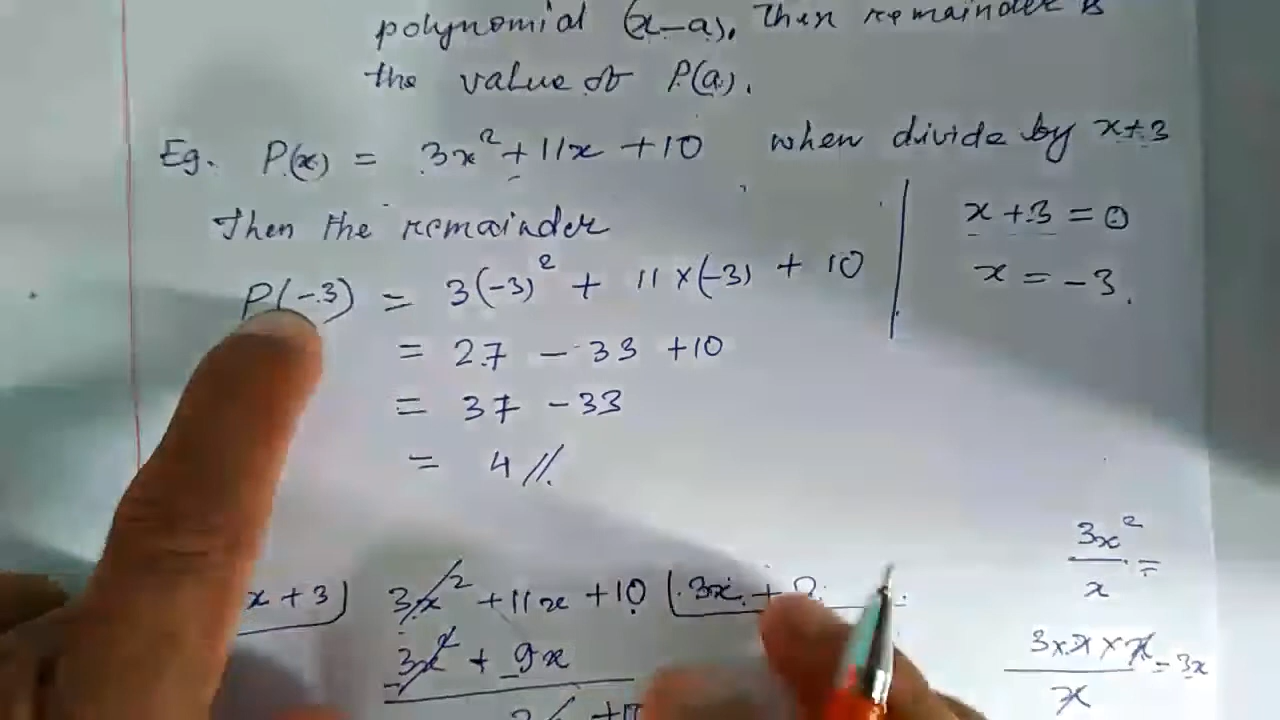 polynomial (x-a). Then remainder is
the value of P(a).
Eg. P(x) = 3x² + 11x + 10 when divide by x+3
Then the remainder
x + 3 = 0
P(-3) = 3(-3)² + 11×(-3) + 10
x = -3.
= 27 - 33 + 10
= 37 - 33
= 4 //.
3x²/x =
x + 3) 3x² + 11x + 10 (3x +
3x² + 9x
3×x×x/x = 3x